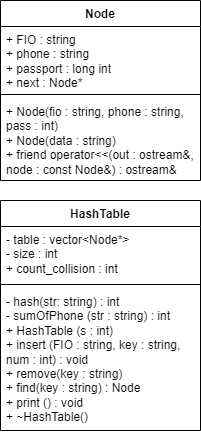 Node
+ FIO : string
+ phone : string
+ passport : long int
+ next : Node*
+ Node(fio : string, phone : string,
pass : int)
+ Node(data : string)
+ friend operator<<(out : ostream&,
node : const Node&) : ostream&
HashTable
- table : vector<Node*>
- size : int
+ count_collision : int
- hash(str: string) : int
- sumOfPhone (str : string) : int
+ HashTable (s : int)
+ insert (FIO : string, key : string,
num : int) : void
+ remove(key : string)
+ find(key : string) : Node
+ print () : void
+ ~HashTable()